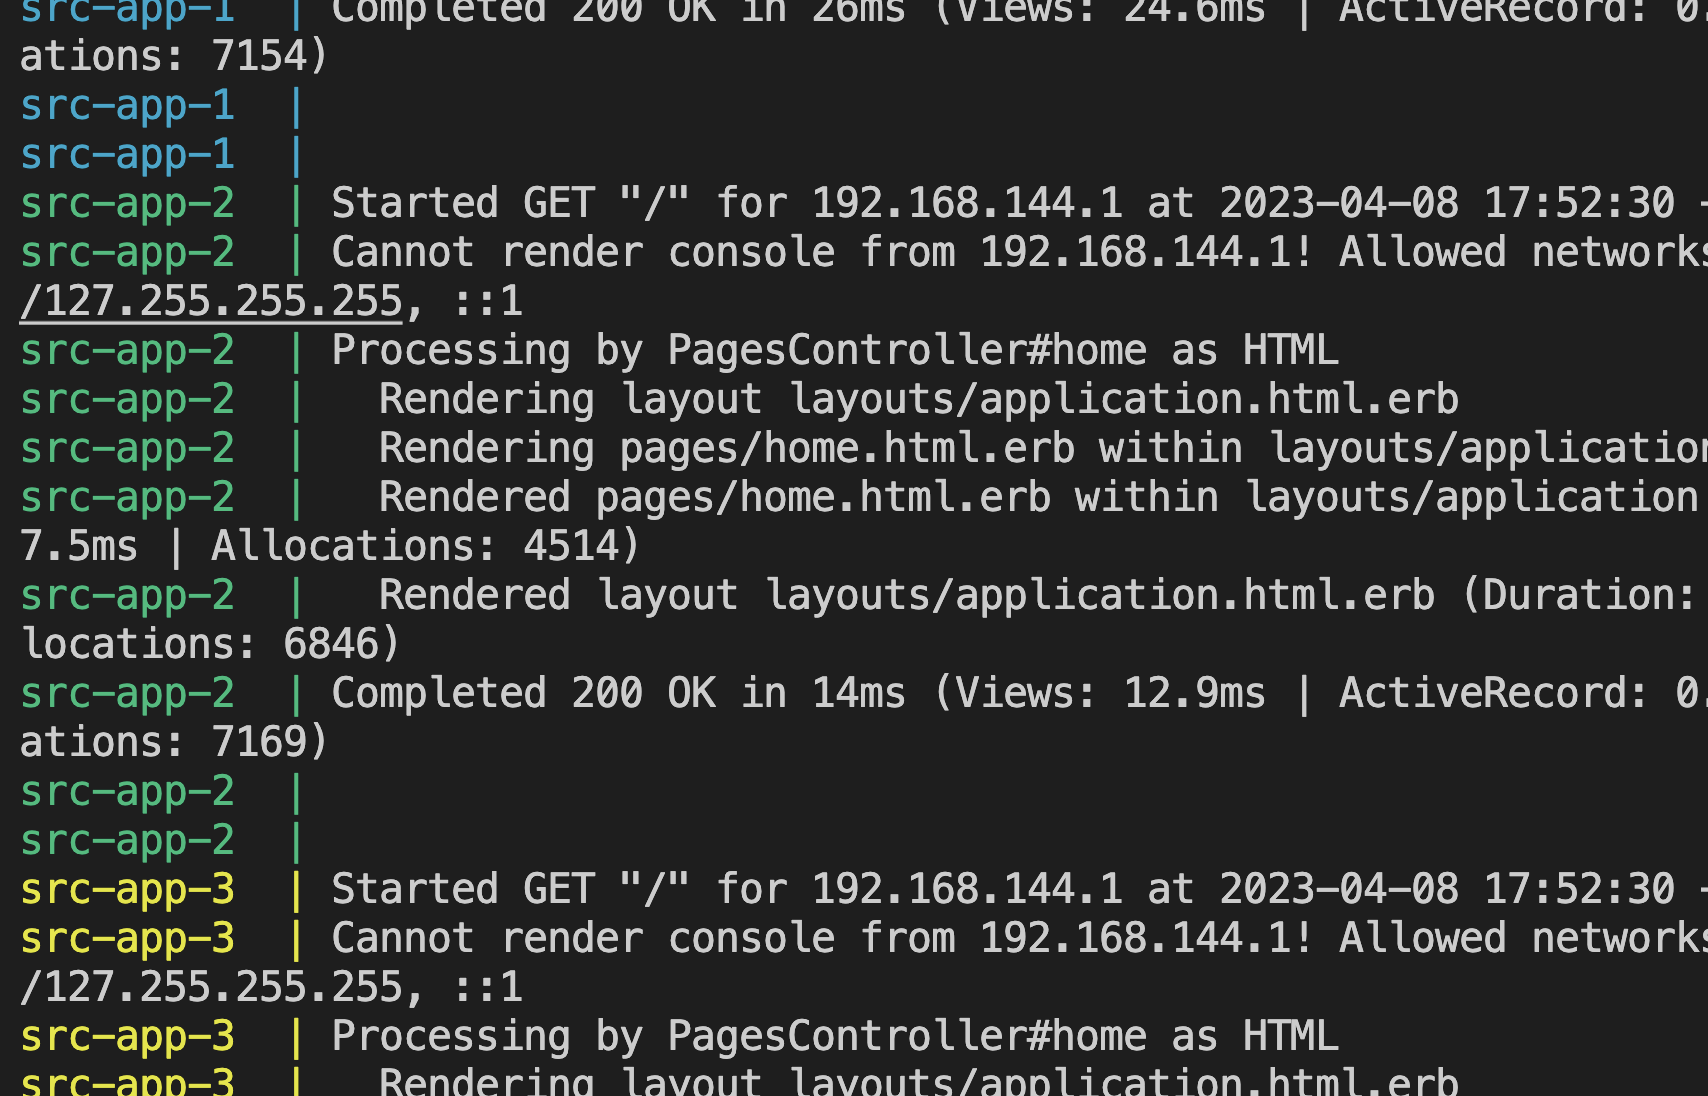 src-app-1  | Completed 200 OK in 26ms (Views: 24.6ms | ActiveRecord: 0.
ations: 7154)
src-app-1  |
src-app-1  |
src-app-2  | Started GET "/" for 192.168.144.1 at 2023-04-08 17:52:30
src-app-2  | Cannot render console from 192.168.144.1! Allowed networks
/127.255.255.255, ::1
src-app-2  | Processing by PagesController#home as HTML
src-app-2  |   Rendering layout layouts/application.html.erb
src-app-2  |   Rendering pages/home.html.erb within layouts/application
src-app-2  |   Rendered pages/home.html.erb within layouts/application
7.5ms | Allocations: 4514)
src-app-2  |   Rendered layout layouts/application.html.erb (Duration:
locations: 6846)
src-app-2  | Completed 200 OK in 14ms (Views: 12.9ms | ActiveRecord: 0.
ations: 7169)
src-app-2  |
src-app-2  |
src-app-3  | Started GET "/" for 192.168.144.1 at 2023-04-08 17:52:30
src-app-3  | Cannot render console from 192.168.144.1! Allowed networks
/127.255.255.255, ::1
src-app-3  | Processing by PagesController#home as HTML
src-app-3  |   Rendering layout layouts/application.html.erb